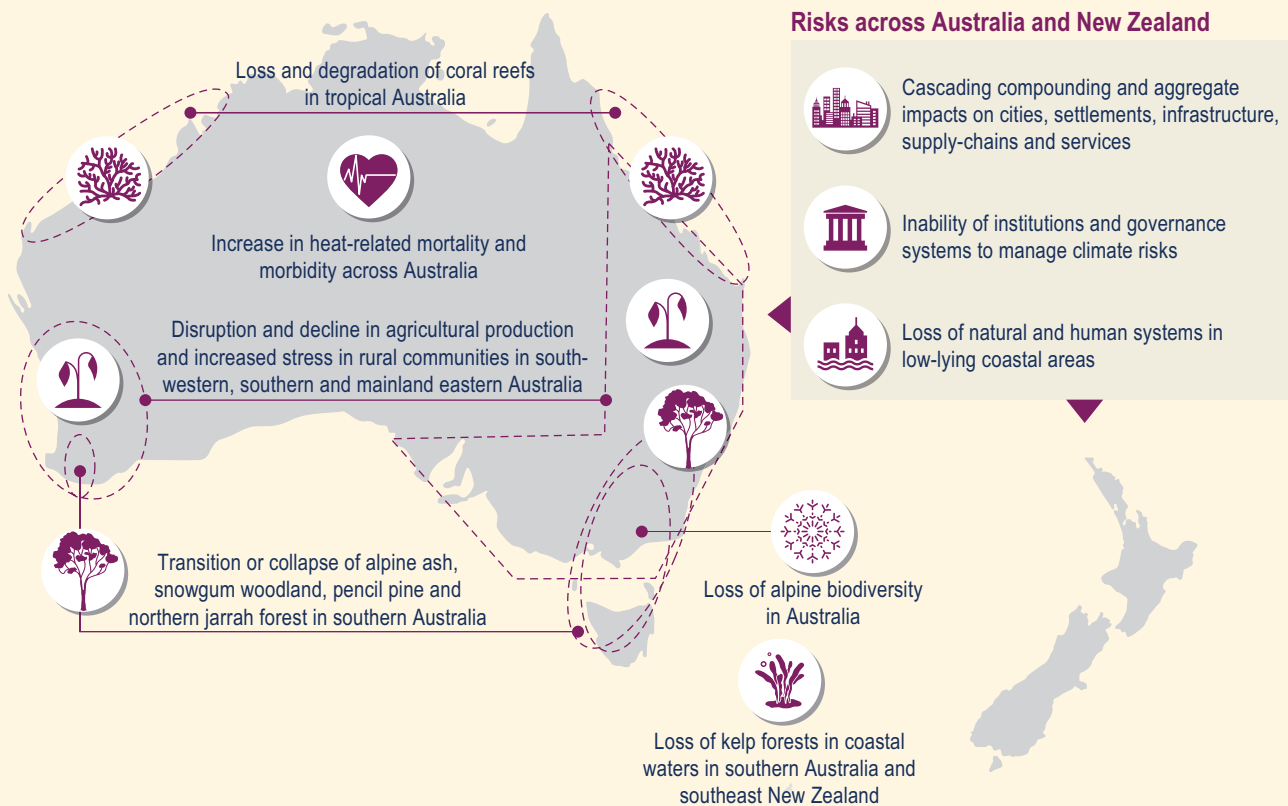 Risks across Australia and New Zealand
Cascading compounding and aggregate
impacts on cities, settlements, infrastructure,
supply-chains and services
Inability of institutions and governance
systems to manage climate risks
Loss of natural and human systems in
low-lying coastal areas
Loss and degradation of coral reefs
in tropical Australia
Increase in heat-related mortality and
morbidity across Australia
Disruption and decline in agricultural production
and increased stress in rural communities in south-
western, southern and mainland eastern Australia
Transition or collapse of alpine ash,
snowgum woodland, pencil pine and
northern jarrah forest in southern Australia
Loss of alpine biodiversity
in Australia
Loss of kelp forests in coastal
waters in southern Australia and
southeast New Zealand